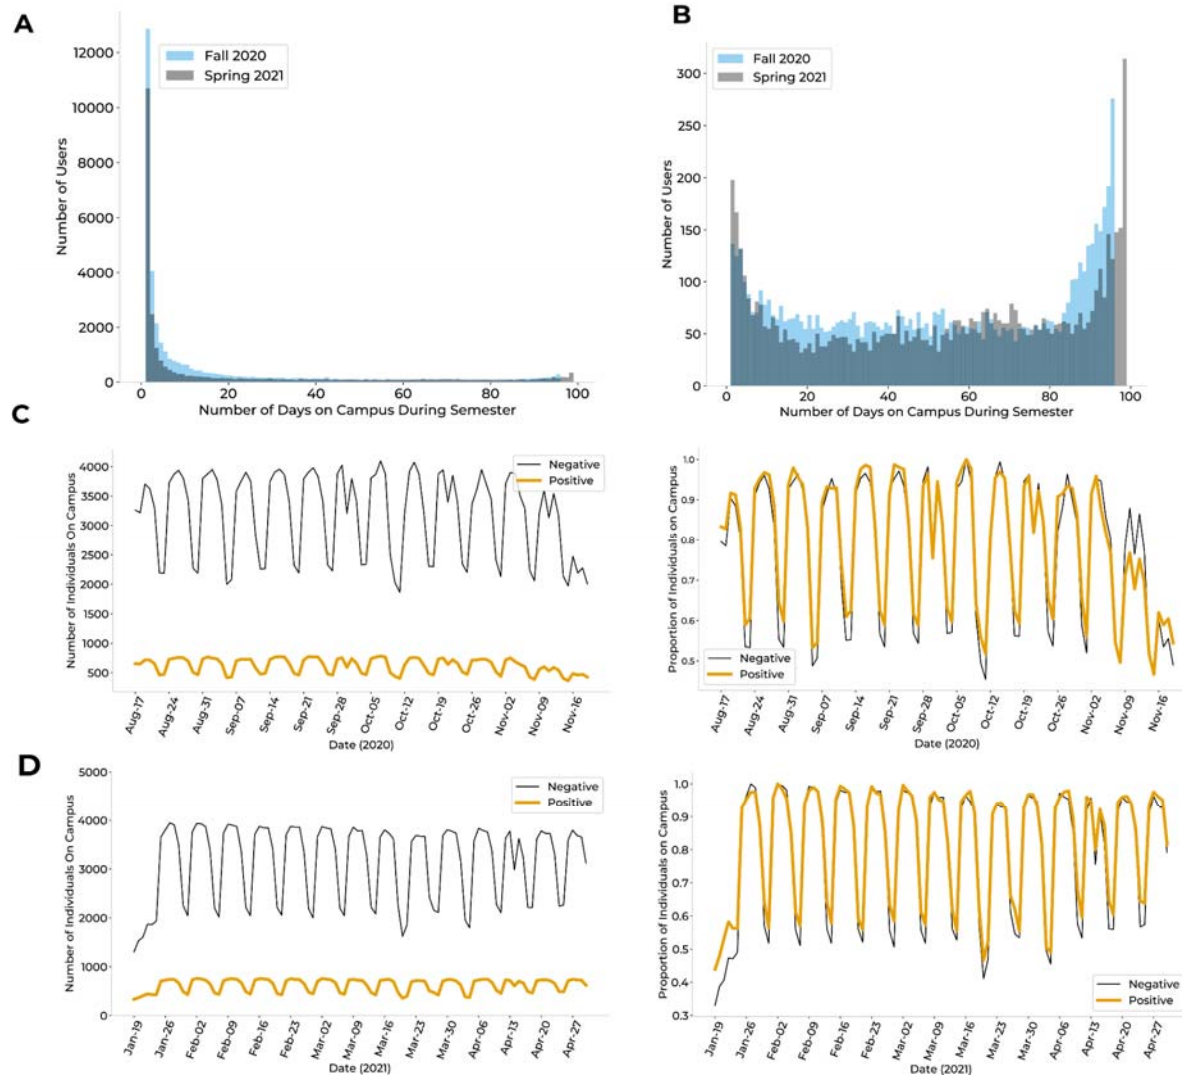 A
12000
10000
8000
6000
4000
2000
0
Number of Users
Fall 2020
Spring 2021
0 20 40 60 80 100
Number of Days on Campus During Semester
B
300
250
200
150
100
50
0
Number of Users
Fall 2020
Spring 2021
0 20 40 60 80 100
Number of Days on Campus During Semester
C
4000
3500
3000
2500
2000
1500
1000
500
Number of Individuals On Campus
Negative
Positive
Aug-17 Aug-24 Aug-31 Sep-07 Sep-14 Sep-21 Sep-28 Oct-05 Oct-12 Oct-19 Oct-26 Nov-02 Nov-09 Nov-16
Date (2020)
1.0
0.9
0.8
0.7
0.6
0.5
Proportion of Individuals on Campus
Negative
Positive
Aug-17 Aug-24 Aug-31 Sep-07 Sep-14 Sep-21 Sep-28 Oct-05 Oct-12 Oct-19 Oct-26 Nov-02 Nov-09 Nov-16
Date (2020)
D
5000
4000
3000
2000
1000
0
Number of Individuals On Campus
Negative
Positive
Jan-19 Jan-26 Feb-02 Feb-09 Feb-16 Feb-23 Mar-02 Mar-09 Mar-16 Mar-23 Mar-30 Apr-06 Apr-13 Apr-20 Apr-27
Date (2021)
1.0
0.9
0.8
0.7
0.6
0.5
0.4
0.3
Proportion of Individuals on Campus
Negative
Positive
Jan-19 Jan-26 Feb-02 Feb-09 Feb-16 Feb-23 Mar-02 Mar-09 Mar-16 Mar-23 Mar-30 Apr-06 Apr-13 Apr-20 Apr-27
Date (2021)